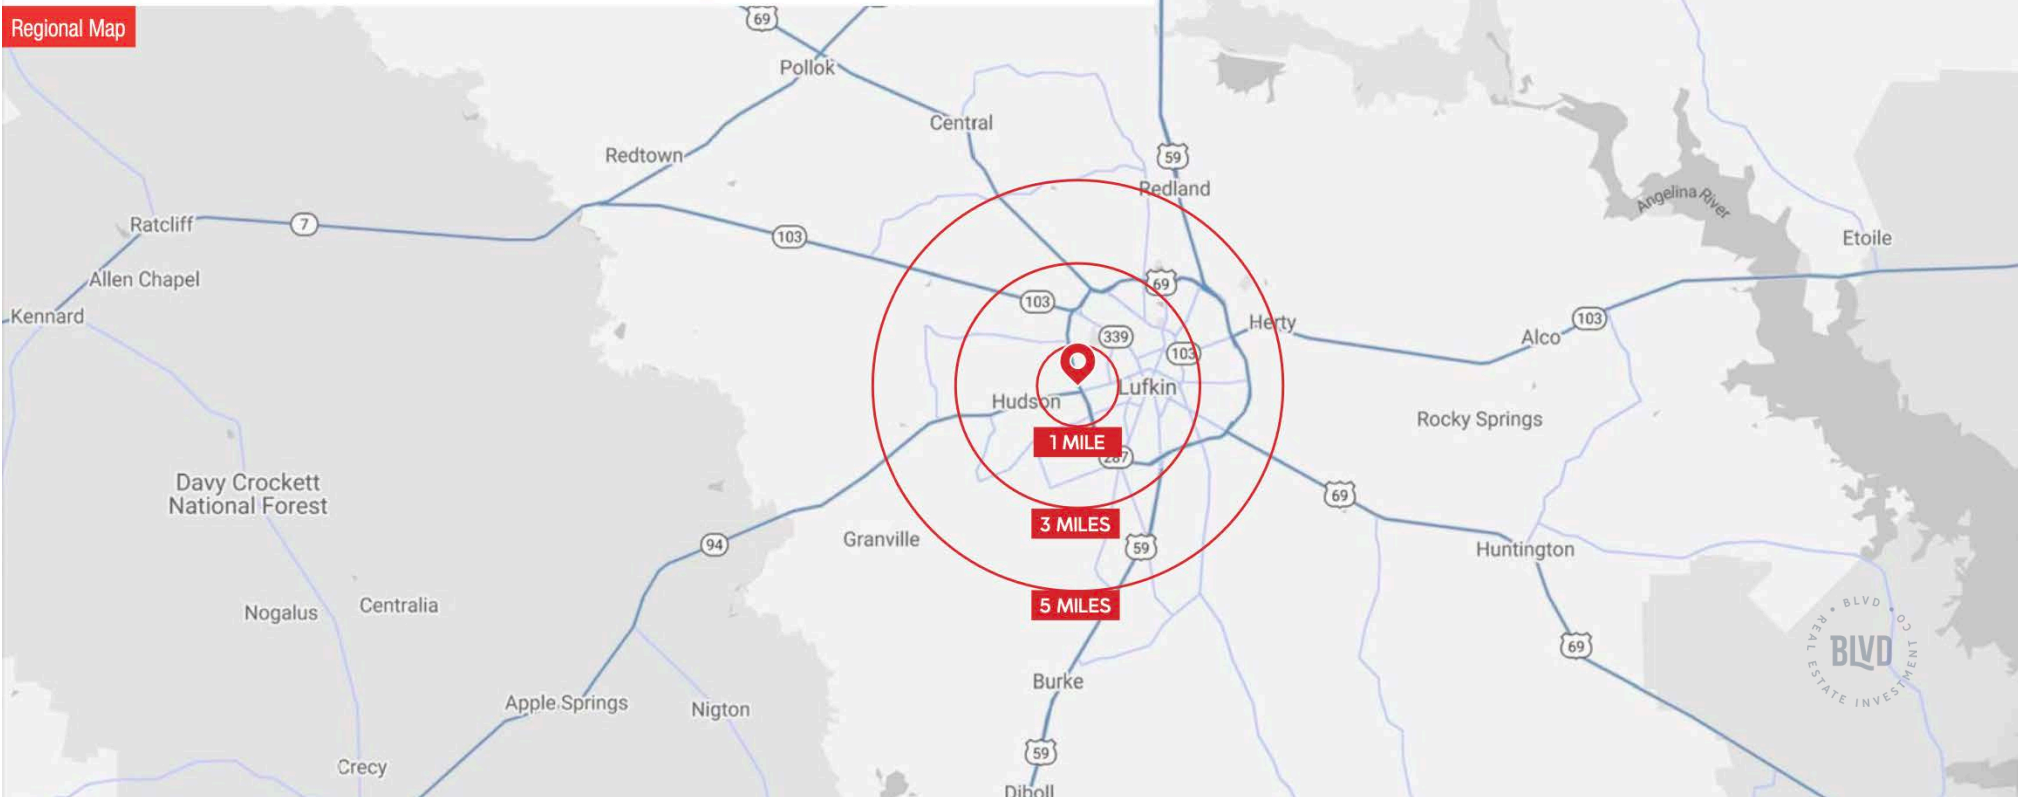 Regional Map
69
Pollok
Central
Redtown
59
Redland
Angelina River
Ratcliff
7
103
Etoile
Allen Chapel
69
103
Kennard
Herty
103
339
Alco
103
Lufkin
Hudson
Rocky Springs
1 MILE
287
Davy Crockett
National Forest
69
3 MILES
Granville
94
59
Huntington
Nogalus
Centralia
5 MILES
69
BLVD
BLVD REAL ESTATE INVESTMENT CO
Burke
Apple Springs
Nigton
59
Crecy
Diboll